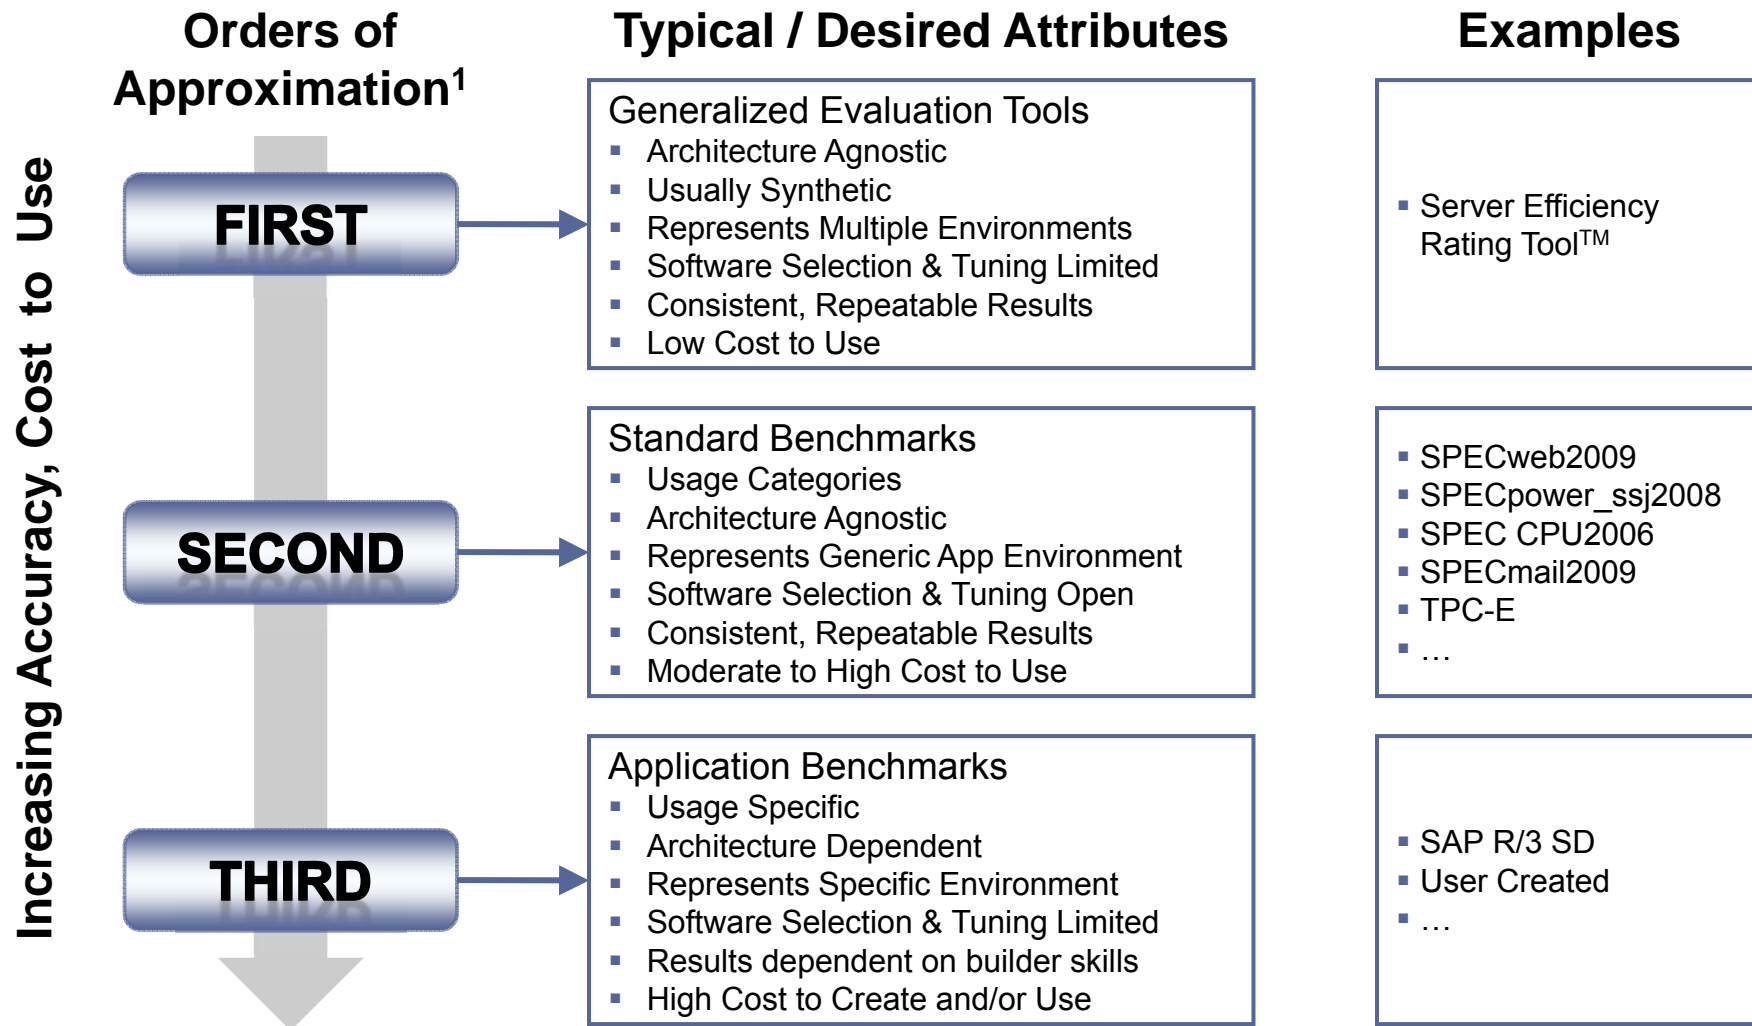 Orders of
Approximation1
Typical / Desired Attributes
Examples
Increasing Accuracy, Cost to Use
FIRST
Generalized Evaluation Tools
▪ Architecture Agnostic
▪ Usually Synthetic
▪ Represents Multiple Environments
▪ Software Selection & Tuning Limited
▪ Consistent, Repeatable Results
▪ Low Cost to Use
▪ Server Efficiency
Rating Tool™
SECOND
Standard Benchmarks
▪ Usage Categories
▪ Architecture Agnostic
▪ Represents Generic App Environment
▪ Software Selection & Tuning Open
▪ Consistent, Repeatable Results
▪ Moderate to High Cost to Use
▪ SPECweb2009
▪ SPECpower_ssj2008
▪ SPEC CPU2006
▪ SPECmail2009
▪ TPC-E
▪ …
THIRD
Application Benchmarks
▪ Usage Specific
▪ Architecture Dependent
▪ Represents Specific Environment
▪ Software Selection & Tuning Limited
▪ Results dependent on builder skills
▪ High Cost to Create and/or Use
▪ SAP R/3 SD
▪ User Created
▪ …